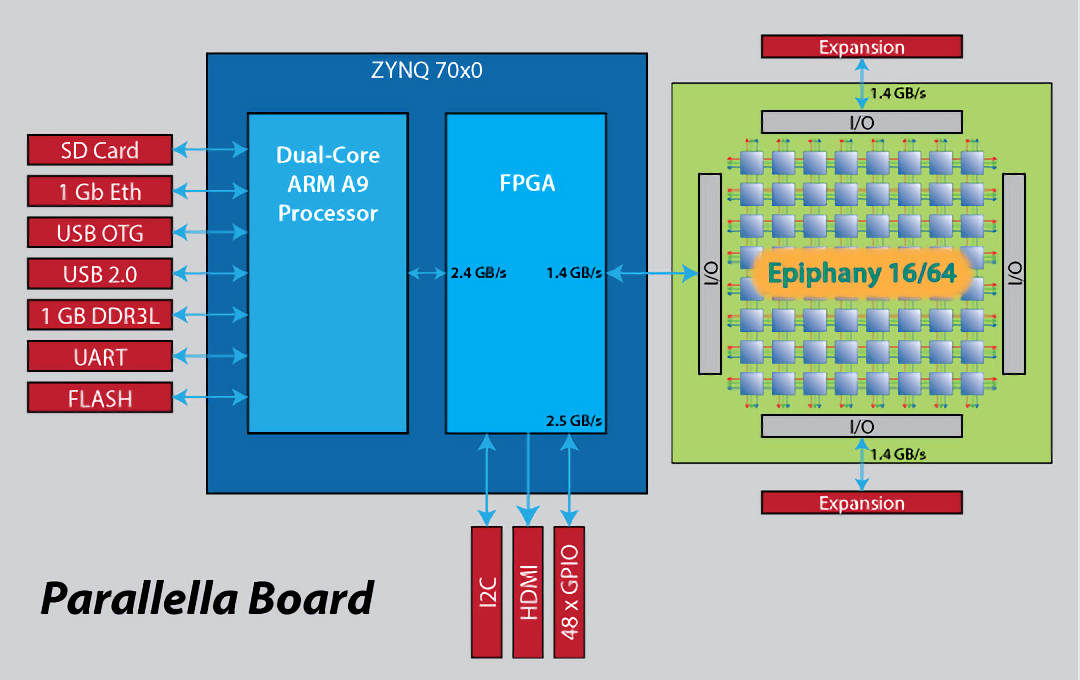 Expansion
1.4 GB/s
I/O
ZYNQ 70x0
Dual-Core
ARM A9
Processor
FPGA
SD Card
1 Gb Eth
USB OTG
USB 2.0
1 GB DDR3L
UART
FLASH
2.4 GB/s
1.4 GB/s
2.5 GB/s
I/O
Epiphany 16/64
I/O
I/O
1.4 GB/s
Expansion
I2C
HDMI
48 x GPIO
Parallella Board